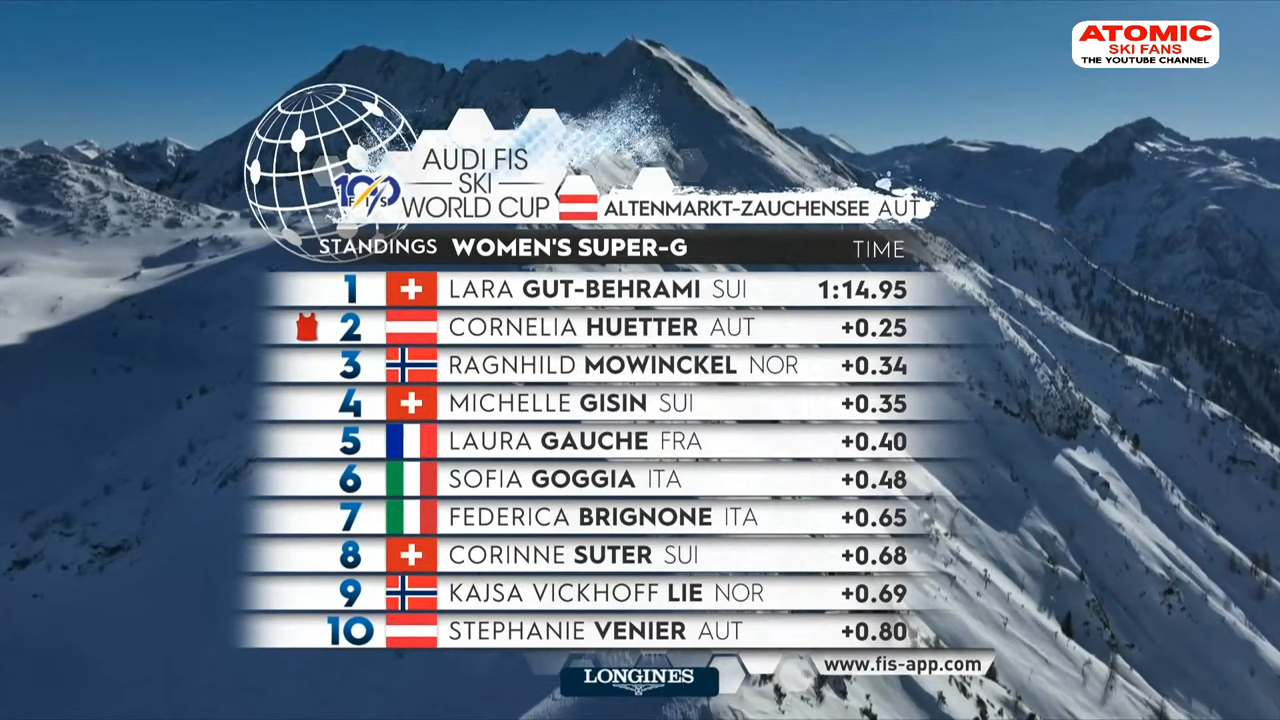 ATOMIC
SKI FANS
THE YOUTUBE CHANNEL
AUDI FIS
SKI
WORLD CUP
100
FIS
ALTENMARKT-ZAUCHENSEE AUT
STANDINGS WOMEN'S SUPER-G TIME
1 LARA GUT-BEHRAMI SUI 1:14.95
2 CORNELIA HUETTER AUT +0.25
3 RAGNHILD MOWINCKEL NOR +0.34
4 MICHELLE GISIN SUI +0.35
5 LAURA GAUCHE FRA +0.40
6 SOFIA GOGGIA ITA +0.48
7 FEDERICA BRIGNONE ITA +0.65
8 CORINNE SUTER SUI +0.68
9 KAJSA VICKHOFF LIE NOR +0.69
10 STEPHANIE VENIER AUT +0.80
www.fis-app.com
LONGINES